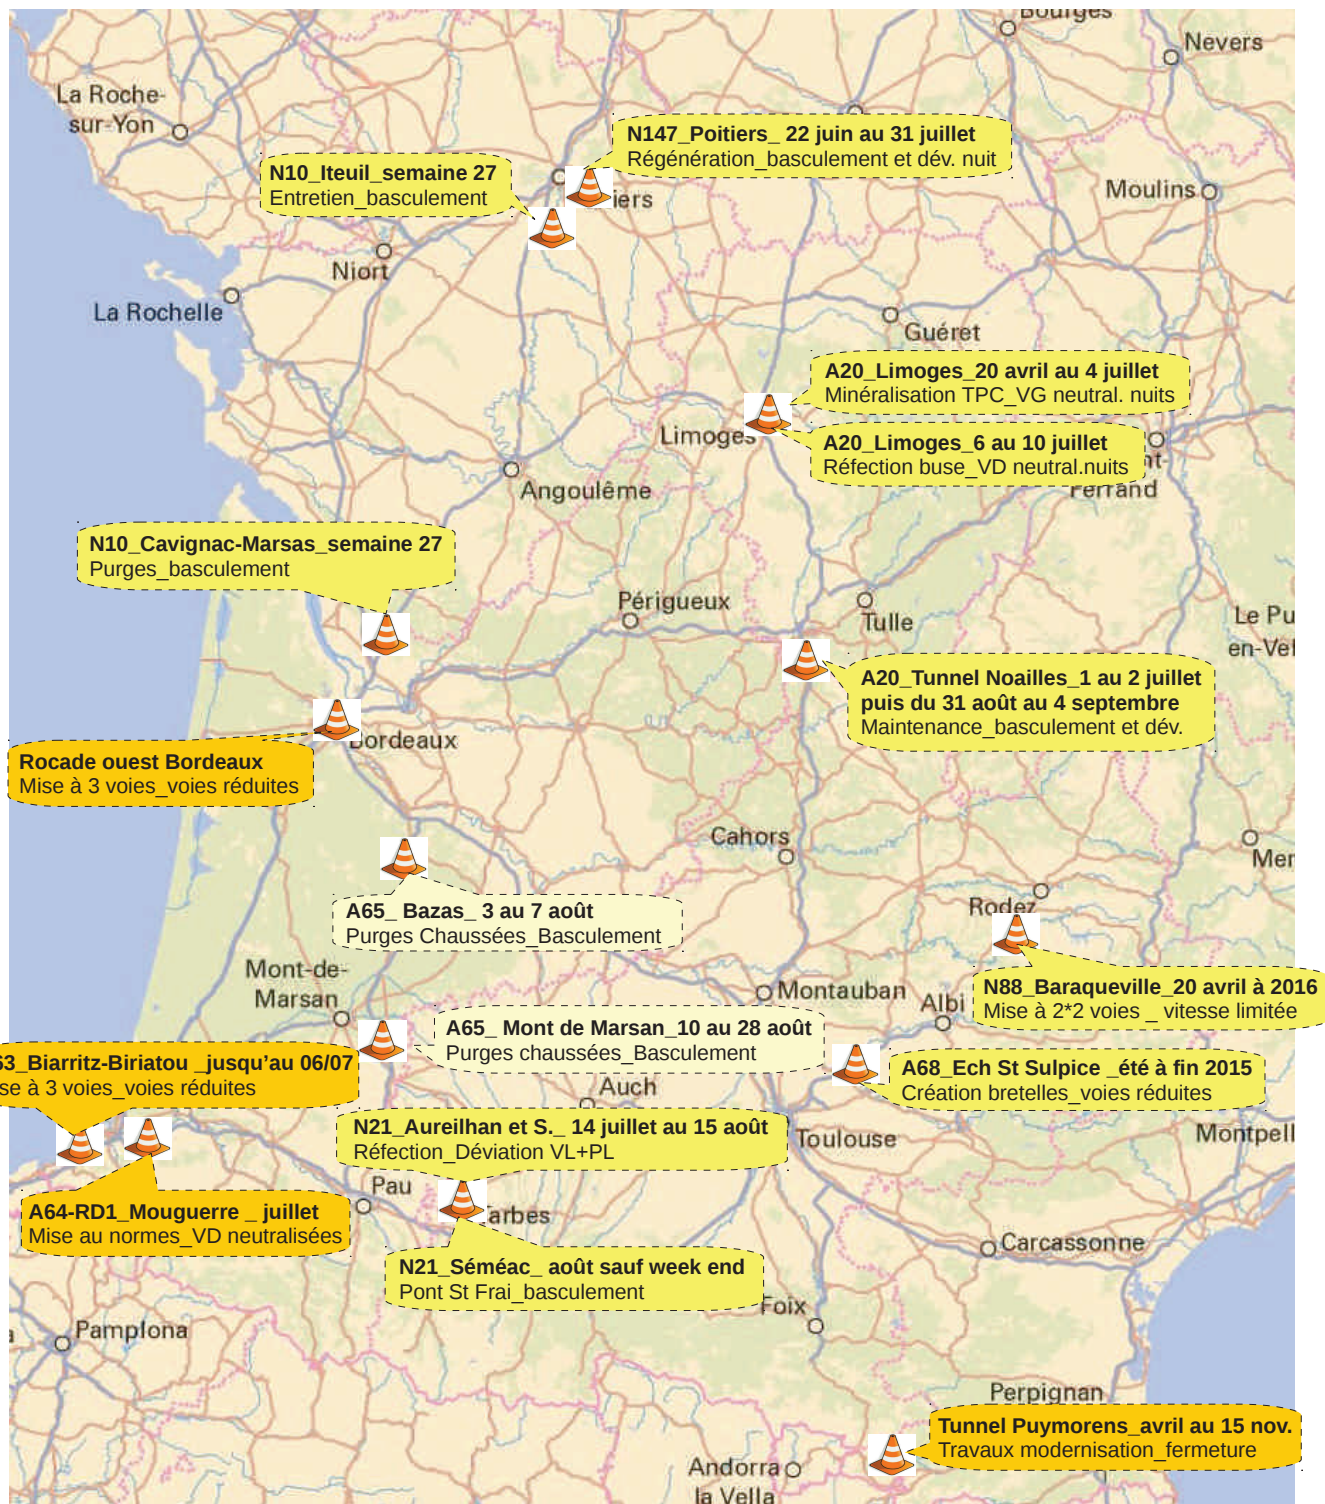 Bourges
Nevers
La Roche-
sur-Yon
N147_Poitiers_ 22 juin au 31 juillet
Régénération_basculement et dév. nuit
N10_Iteuil_semaine 27
Entretien_basculement
iers
Moulins
Niort
La Rochelle
Guéret
A20_Limoges_20 avril au 4 juillet
Minéralisation TPC_VG neutral. nuits
Limoges
A20_Limoges_6 au 10 juillet
Réfection buse_VD neutral.nuits
nt-
Ferrand
Angoulême
N10_Cavignac-Marsas_semaine 27
Purges_basculement
Périgueux
Tulle
Le Pu
en-Vel
A20_Tunnel Noailles_1 au 2 juillet
puis du 31 août au 4 septembre
Maintenance_basculement et dév.
Bordeaux
Rocade ouest Bordeaux
Mise à 3 voies_voies réduites
Cahors
Mer
A65_ Bazas_ 3 au 7 août
Purges Chaussées_Basculement
Rodez
Mont-de-
Marsan
Montauban
Albi
N88_Baraqueville_20 avril à 2016
Mise à 2*2 voies _ vitesse limitée
A65_ Mont de Marsan_10 au 28 août
Purges chaussées_Basculement
63_Biarritz-Biriatou _jusqu’au 06/07
se à 3 voies_voies réduites
A68_Ech St Sulpice _été à fin 2015
Création bretelles_voies réduites
Auch
N21_Aureilhan et S._ 14 juillet au 15 août
Réfection_Déviation VL+PL
Toulouse
Montpell
Pau
arbes
A64-RD1_Mouguerre _ juillet
Mise au normes_VD neutralisées
N21_Séméac_ août sauf week end
Pont St Frai_basculement
Carcassonne
Foix
Pamplona
Perpignan
Tunnel Puymorens_avril au 15 nov.
Travaux modernisation_fermeture
Andorra
la Vella